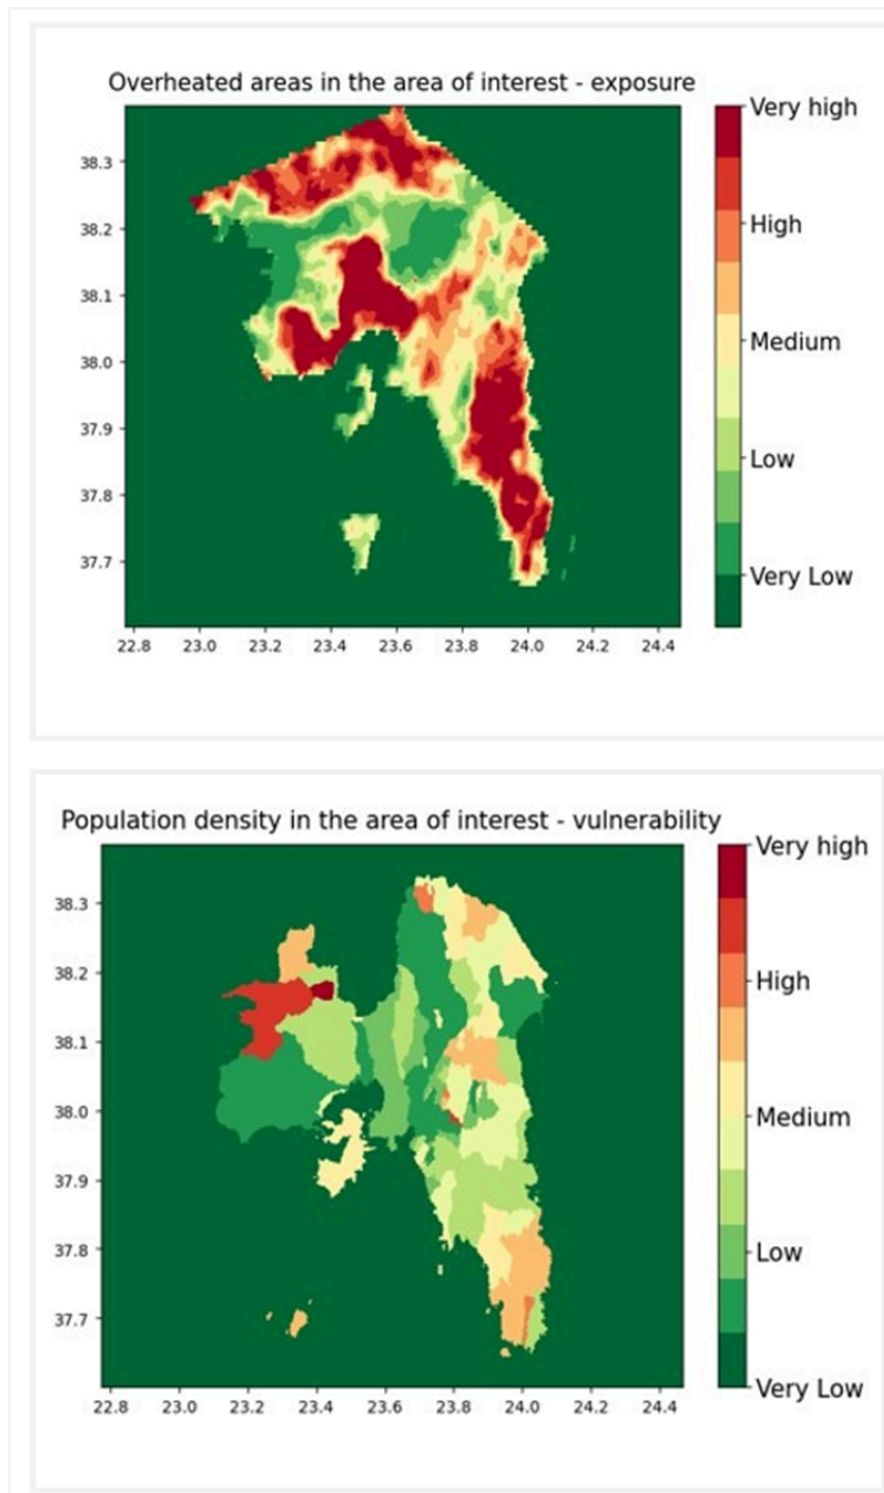 Overheated areas in the area of interest - exposure
Very high
38.3
High
38.2
38.1
Medium
38.0
37.9
Low
37.8
37.7
Very Low
22.8 23.0 23.2 23.4 23.6 23.8 24.0 24.2 24.4
Population density in the area of interest - vulnerability
Very high
38.3
38.2
High
38.1
38.0
Medium
37.9
37.8
Low
37.7
Very Low
22.8 23.0 23.2 23.4 23.6 23.8 24.0 24.2 24.4